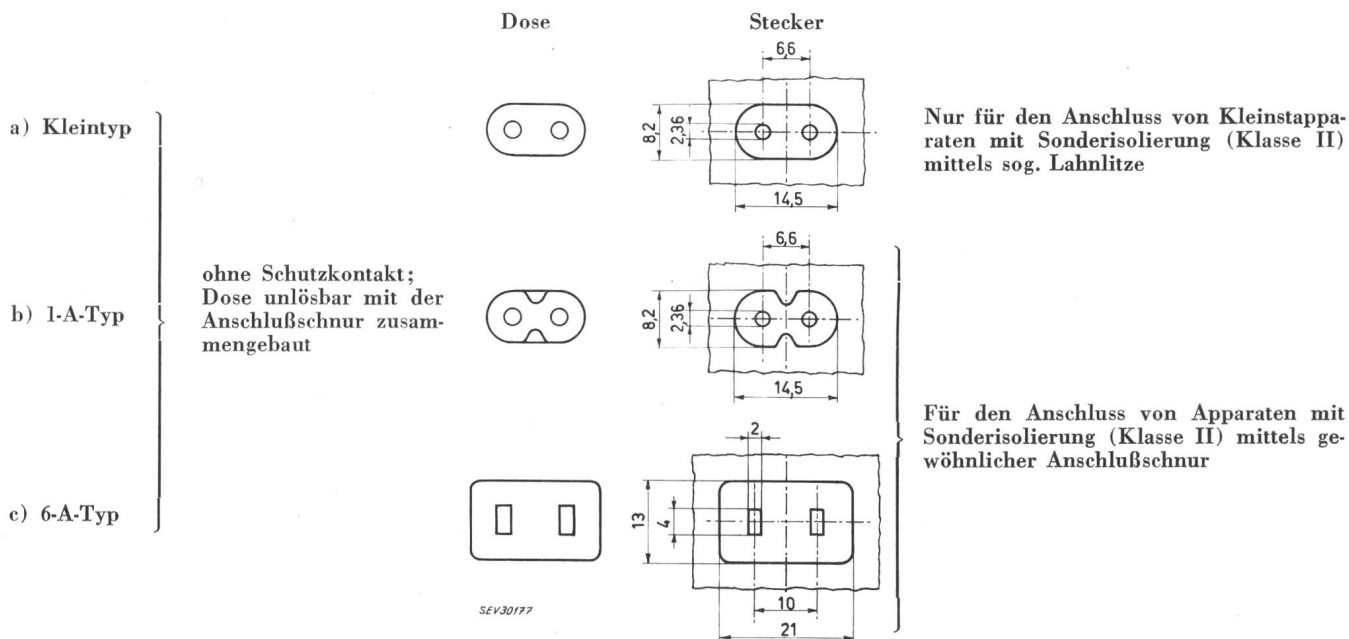 Dose
Stecker
a) Kleintyp
6,6
8,2
2,36
14,5
Nur für den Anschluss von Kleinstappa-
raten mit Sonderisolierung (Klasse II)
mittels sog. Lahnlitze
b) 1-A-Typ
ohne Schutzkontakt;
Dose unlösbar mit der
Anschlußschnur zusam-
mengebaut
6,6
8,2
2,36
14,5
Für den Anschluss von Apparaten mit
Sonderisolierung (Klasse II) mittels ge-
wöhnlicher Anschlußschnur
c) 6-A-Typ
2
13
4
10
21
SEV30177